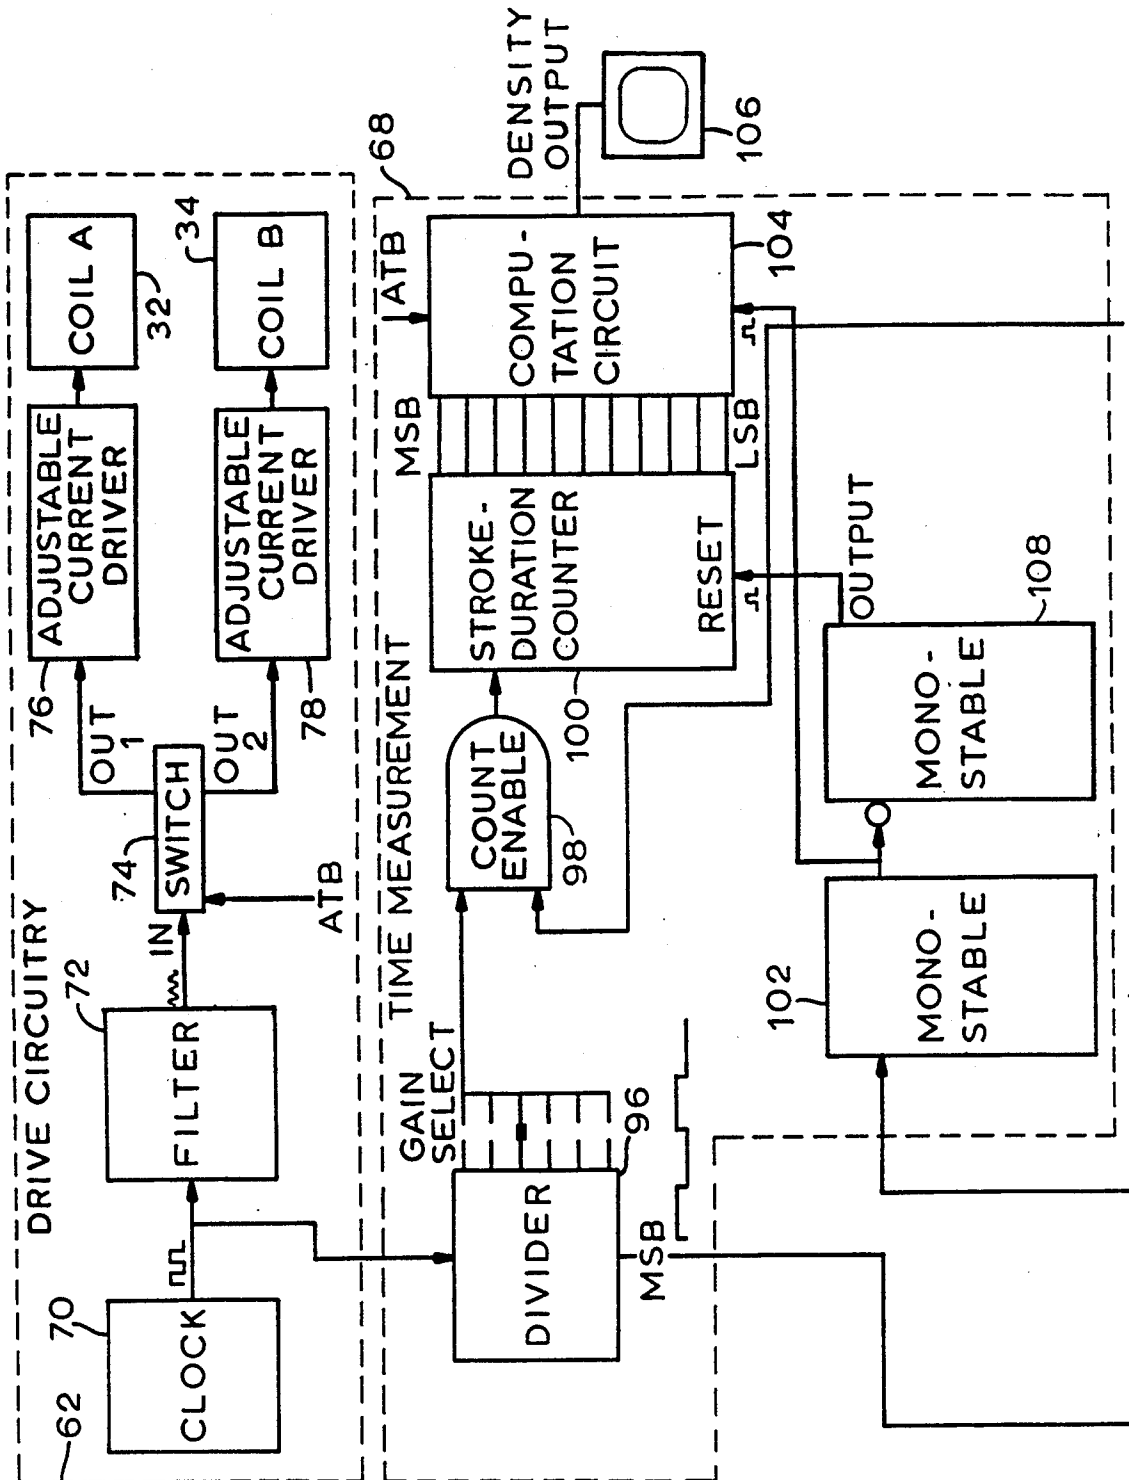 62
DRIVE CIRCUITRY
70
CLOCK
72
FILTER
IN
74
SWITCH
ATB
OUT
1
OUT
2
76
ADJUSTABLE
CURRENT
DRIVER
ADJUSTABLE
CURRENT
DRIVER
78
COIL A
32
34
COIL B
TIME MEASUREMENT
68
DIVIDER
96
MSB
GAIN
SELECT
COUNT
ENABLE
98
STROKE-
DURATION
COUNTER
RESET
100
MSB
LSB
ATB
COMPU-
TATION
CIRCUIT
104
DENSITY
OUTPUT
106
102
MONO-
STABLE
MONO-
STABLE
108
OUTPUT